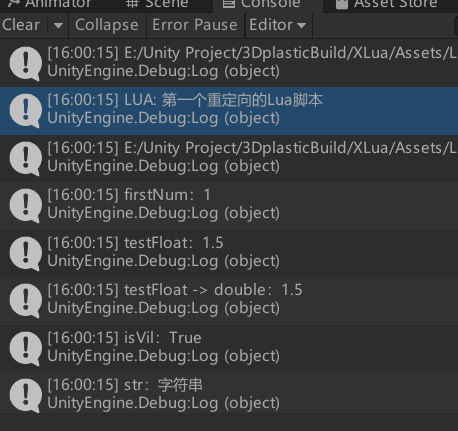 Animator
Scene
Console
Asset Store
Clear
Collapse
Error Pause
Editor
[16:00:15] E:/Unity Project/3DplasticBuild/XLua/Assets/L
UnityEngine.Debug:Log (object)
[16:00:15] LUA: 第一个重定向的Lua脚本
UnityEngine.Debug:Log (object)
[16:00:15] E:/Unity Project/3DplasticBuild/XLua/Assets/L
UnityEngine.Debug:Log (object)
[16:00:15] firstNum：1
UnityEngine.Debug:Log (object)
[16:00:15] testFloat：1.5
UnityEngine.Debug:Log (object)
[16:00:15] testFloat -> double：1.5
UnityEngine.Debug:Log (object)
[16:00:15] isVil：True
UnityEngine.Debug:Log (object)
[16:00:15] str：字符串
UnityEngine.Debug:Log (object)